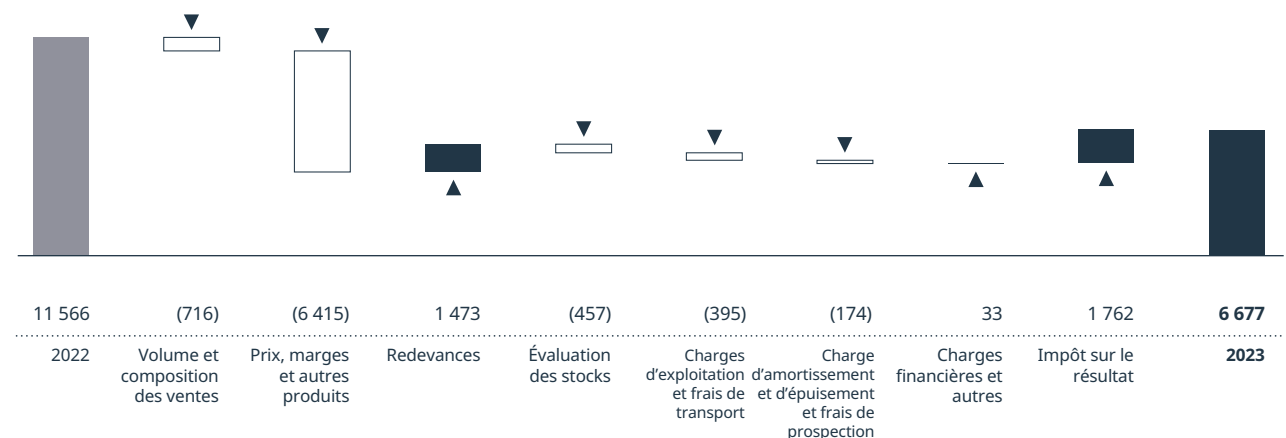 11 566 (716) (6 415) 1 473 (457) (395) (174) 33 1 762 6 677
2022
Volume et
composition
des ventes
Prix, marges
et autres
produits
Redevances
Évaluation
des stocks
Charges
d’exploitation
et frais de
transport
Charge
d’amortissement
et d’épuisement
et frais de
prospection
Charges
financières et
autres
Impôt sur le
résultat
2023